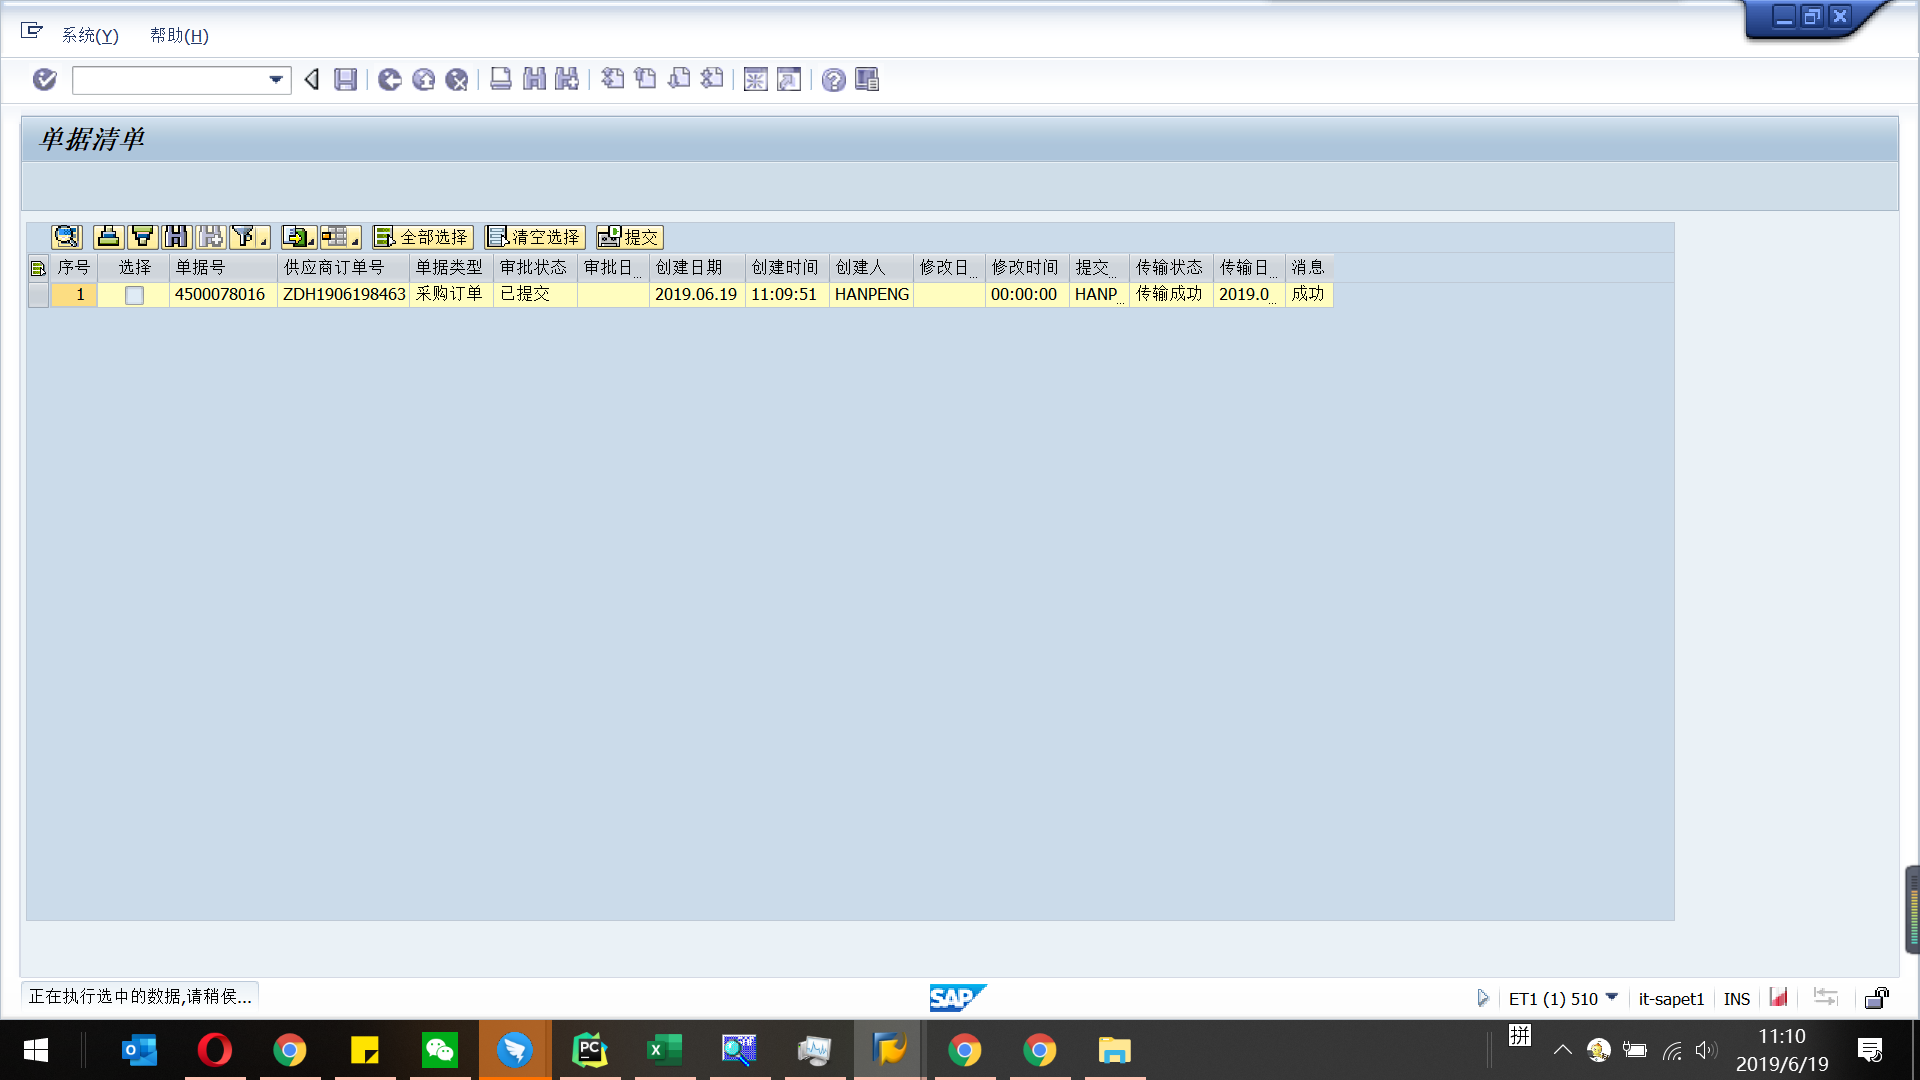 系统(Y) 帮助(H)
单据清单
全部选择 清空选择 提交
序号 选择 单据号 供应商订单号 单据类型 审批状态 审批日... 创建日期 创建时间 创建人 修改日... 修改时间 提交... 传输状态 传输日... 消息
1 4500078016 ZDH1906198463 采购订单 已提交 2019.06.19 11:09:51 HANPENG 00:00:00 HANP... 传输成功 2019.0... 成功
正在执行选中的数据,请稍侯... SAP ET1 (1) 510 it-sapet1 INS
拼 11:10
2019/6/19